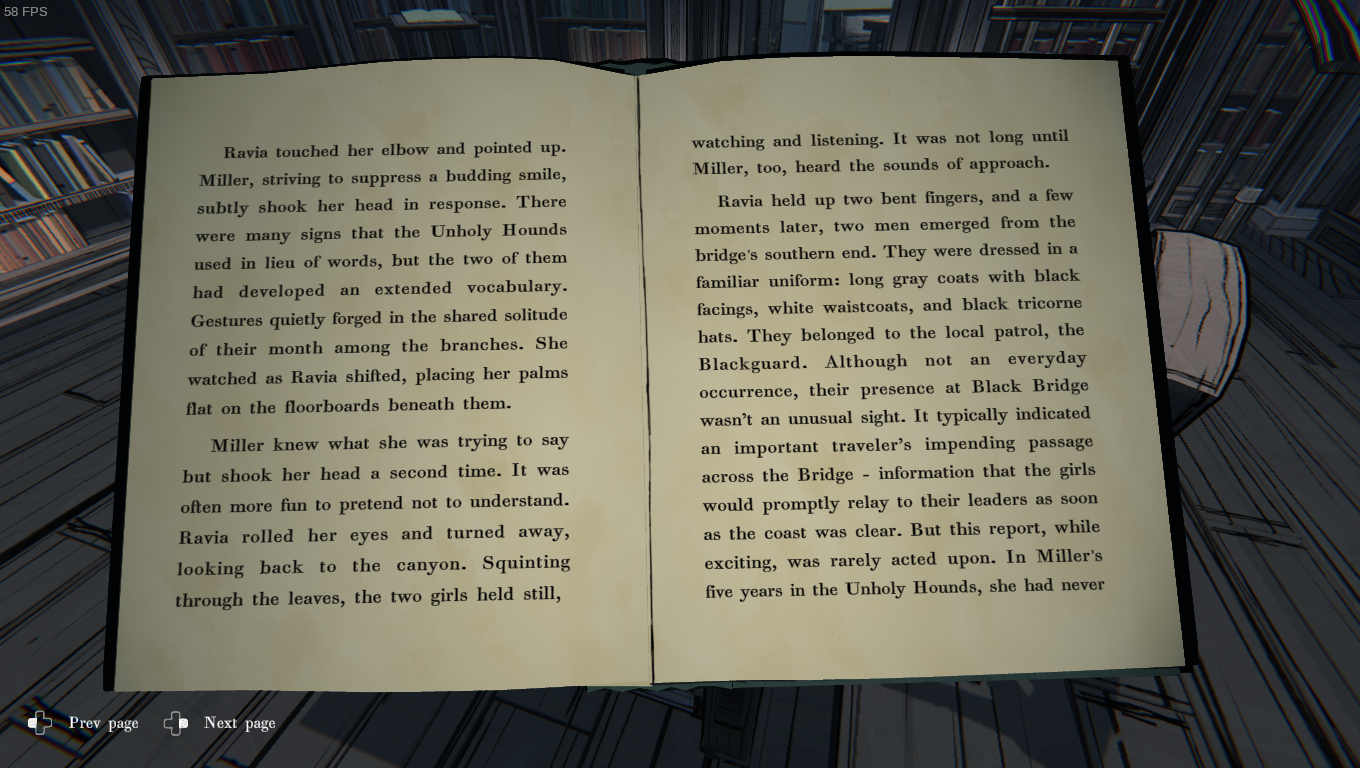 58 FPS
Ravia touched her elbow and pointed up.
Miller, striving to suppress a budding smile,
subtly shook her head in response. There
were many signs that the Unholy Hounds
used in lieu of words, but the two of them
had developed an extended vocabulary.
Gestures quietly forged in the shared solitude
of their month among the branches. She
watched as Ravia shifted, placing her palms
flat on the floorboards beneath them.
Miller knew what she was trying to say
but shook her head a second time. It was
often more fun to pretend not to understand.
Ravia rolled her eyes and turned away,
looking back to the canyon. Squinting
through the leaves, the two girls held still,
watching and listening. It was not long until
Miller, too, heard the sounds of approach.
Ravia held up two bent fingers, and a few
moments later, two men emerged from the
bridge's southern end. They were dressed in a
familiar uniform: long gray coats with black
facings, white waistcoats, and black tricorne
hats. They belonged to the local patrol, the
Blackguard. Although not an everyday
occurrence, their presence at Black Bridge
wasn’t an unusual sight. It typically indicated
an important traveler’s impending passage
across the Bridge - information that the girls
would promptly relay to their leaders as soon
as the coast was clear. But this report, while
exciting, was rarely acted upon. In Miller's
five years in the Unholy Hounds, she had never
Prev page
Next page